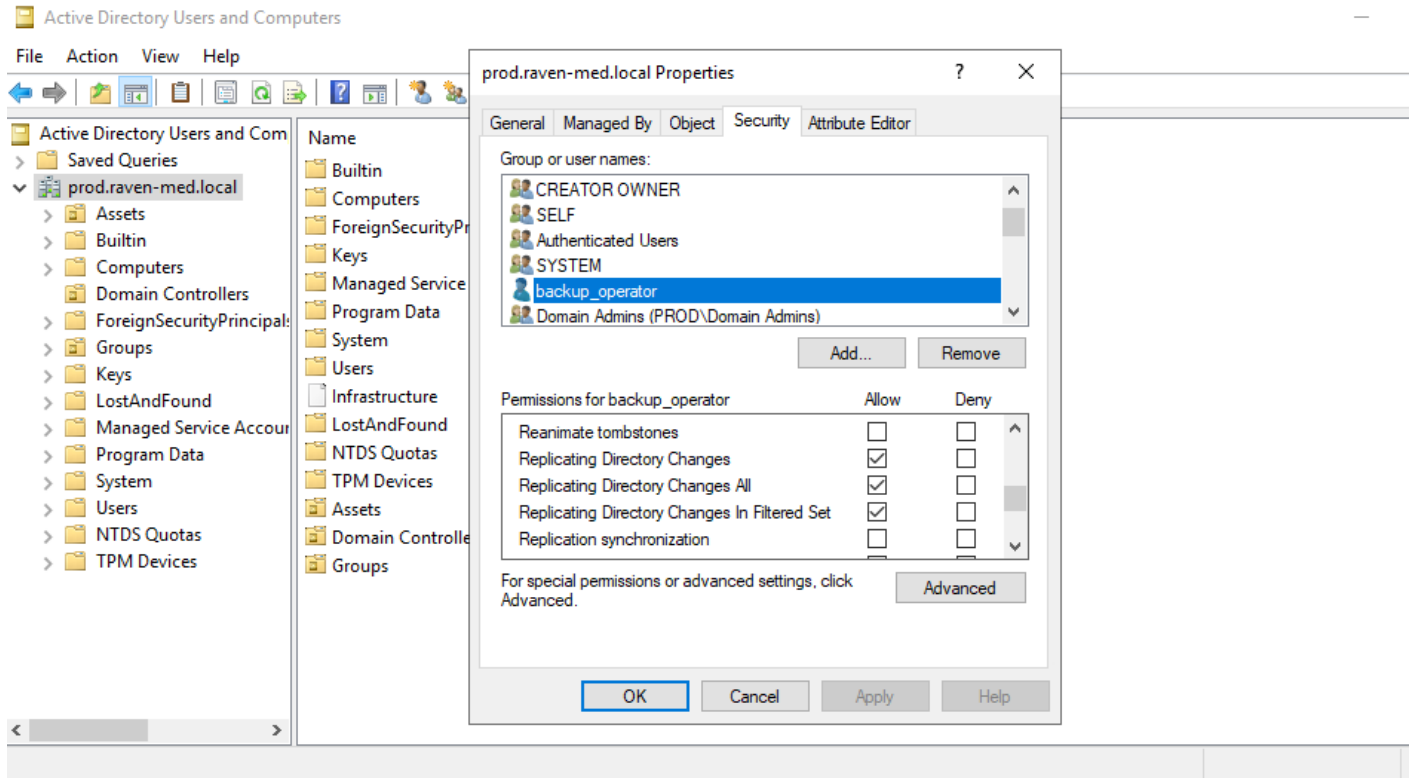 Active Directory Users and Computers
File Action View Help
Active Directory Users and Com
Saved Queries
prod.raven-med.local
Assets
Builtin
Computers
Domain Controllers
ForeignSecurityPrincipals
Groups
Keys
LostAndFound
Managed Service Accour
Program Data
System
Users
NTDS Quotas
TPM Devices
Name
Builtin
Computers
ForeignSecurityPr
Keys
Managed Service
Program Data
System
Users
Infrastructure
LostAndFound
NTDS Quotas
TPM Devices
Assets
Domain Controlle
Groups
prod.raven-med.local Properties
General Managed By Object Security Attribute Editor
Group or user names:
CREATOR OWNER
SELF
Authenticated Users
SYSTEM
backup_operator
Domain Admins (PROD\Domain Admins)
Add... Remove
Permissions for backup_operator Allow Deny
Reanimate tombstones
Replicating Directory Changes
Replicating Directory Changes All
Replicating Directory Changes In Filtered Set
Replication synchronization
For special permissions or advanced settings, click
Advanced.
Advanced
OK Cancel Apply Help